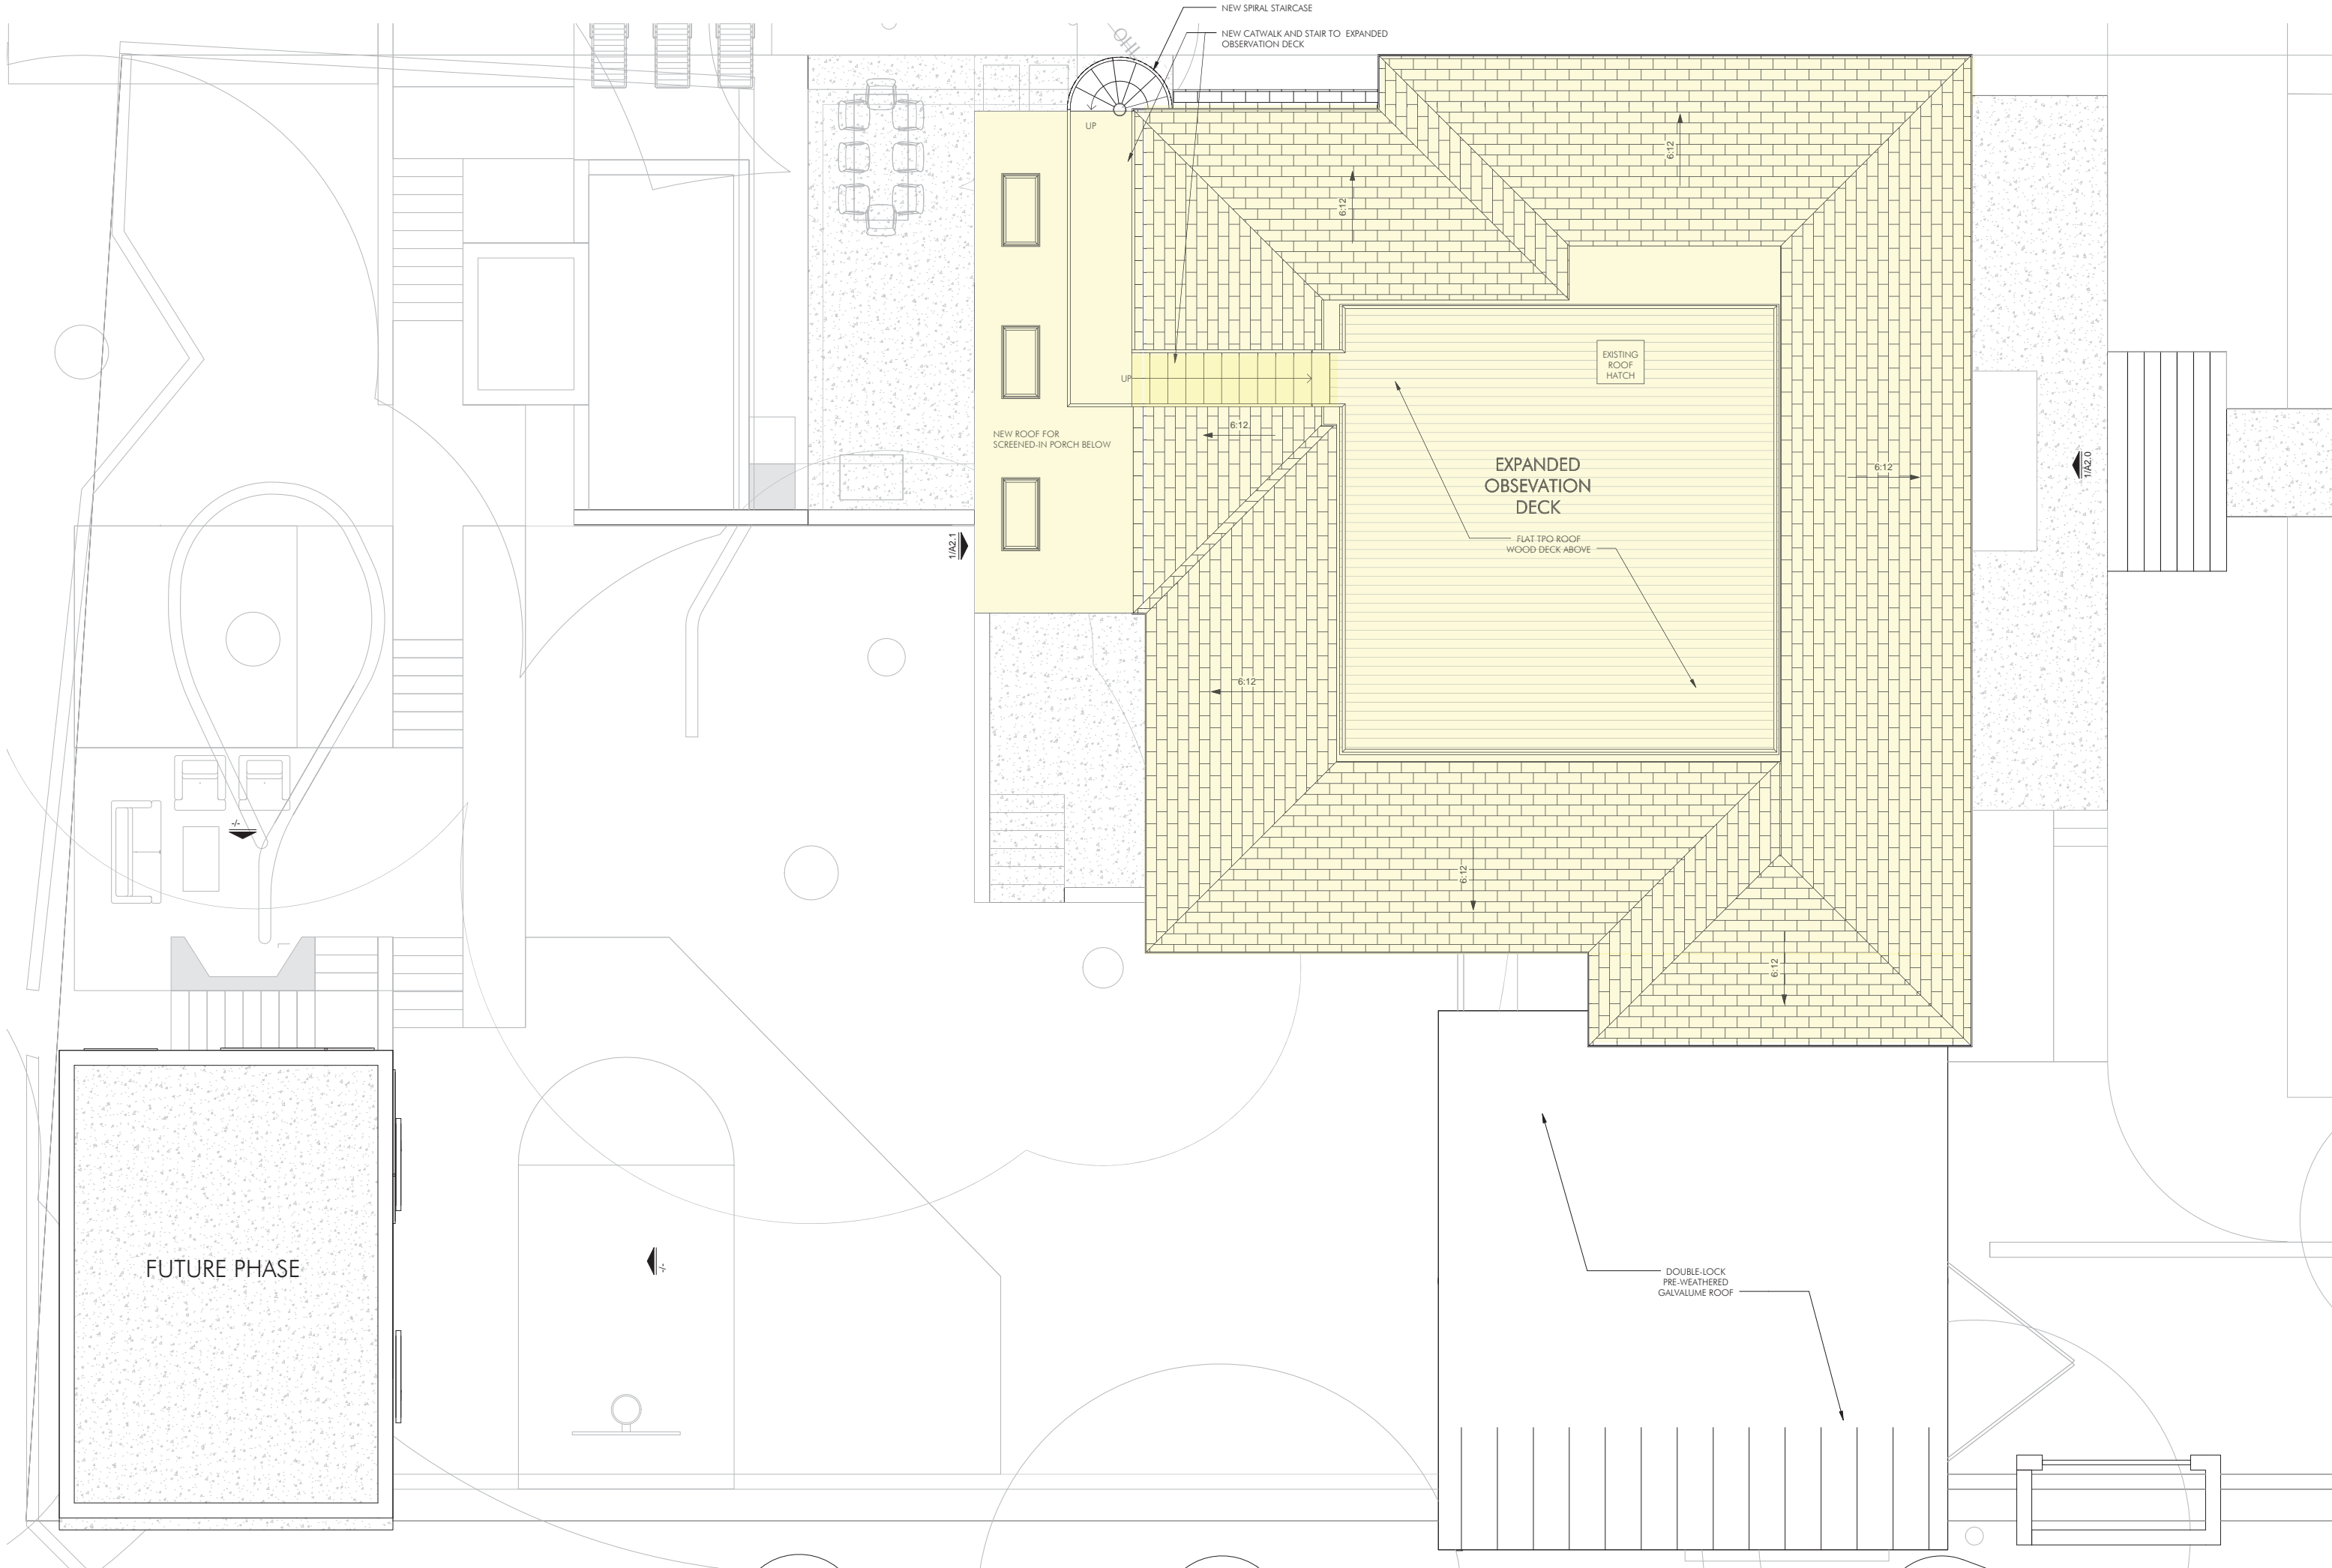 NEW SPIRAL STAIRCASE
NEW CATWALK AND STAIR TO EXPANDED
OBSERVATION DECK
OHU
UP
6:12
6:12
EXISTING
ROOF
HATCH
UP
6:12
NEW ROOF FOR
SCREENED-IN PORCH BELOW
EXPANDED
OBSEVATION
DECK
6:12
1/A2.0
FLAT TPO ROOF
WOOD DECK ABOVE
1/A2.1
6:12
-/-
6:12
6:12
FUTURE PHASE
-/-
DOUBLE-LOCK
PRE-WEATHERED
GALVALUME ROOF